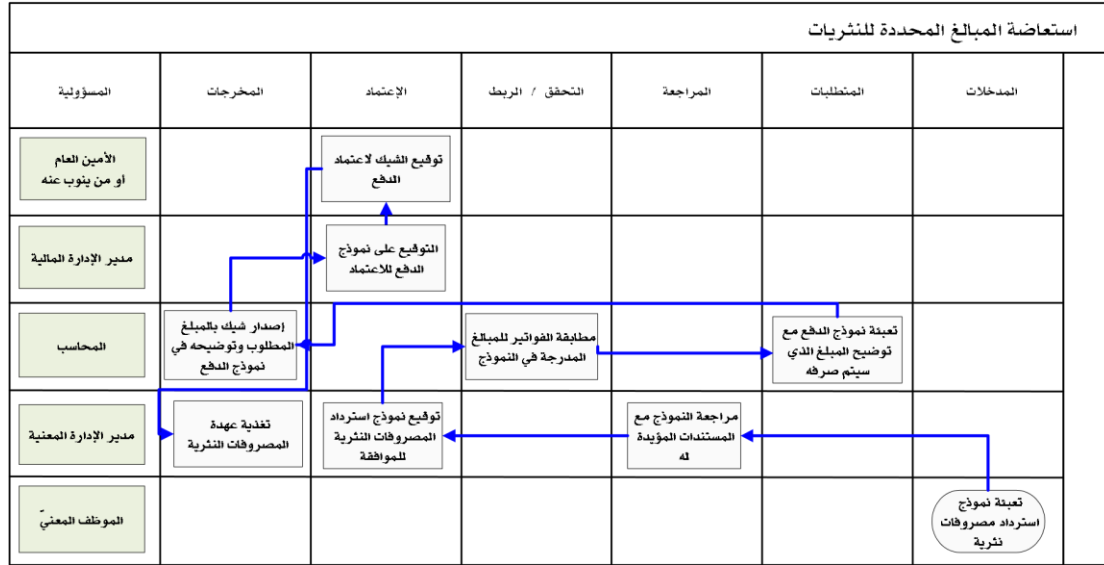 استعاضة المبالغ المحددة للنثريات
المدخلات
المتطلبات
المراجعة
التحقق / الربط
الإعتماد
المخرجات
المسؤولية
توقيع الشيك لاعتماد
الدفع
الأمين العام
أو من ينوب عنه
التوقيع على نموذج
الدفع للاعتماد
مدير الإدارة المالية
تعبئة نموذج الدفع مع
توضيح المبلغ الذي
سيتم صرفه
مطابقة الفواتير للمبالغ
المدرجة في النموذج
إصدار شيك بالمبلغ
المطلوب وتوضيحه في
نموذج الدفع
المحاسب
مراجعة النموذج مع
المستندات المؤيدة
له
توقيع نموذج استرداد
المصروفات النثرية
للموافقة
تغذية عهدة
المصروفات النثرية
مدير الإدارة المعنية
تعبئة نموذج
استرداد مصروفات
نثرية
الموظف المعنيّ